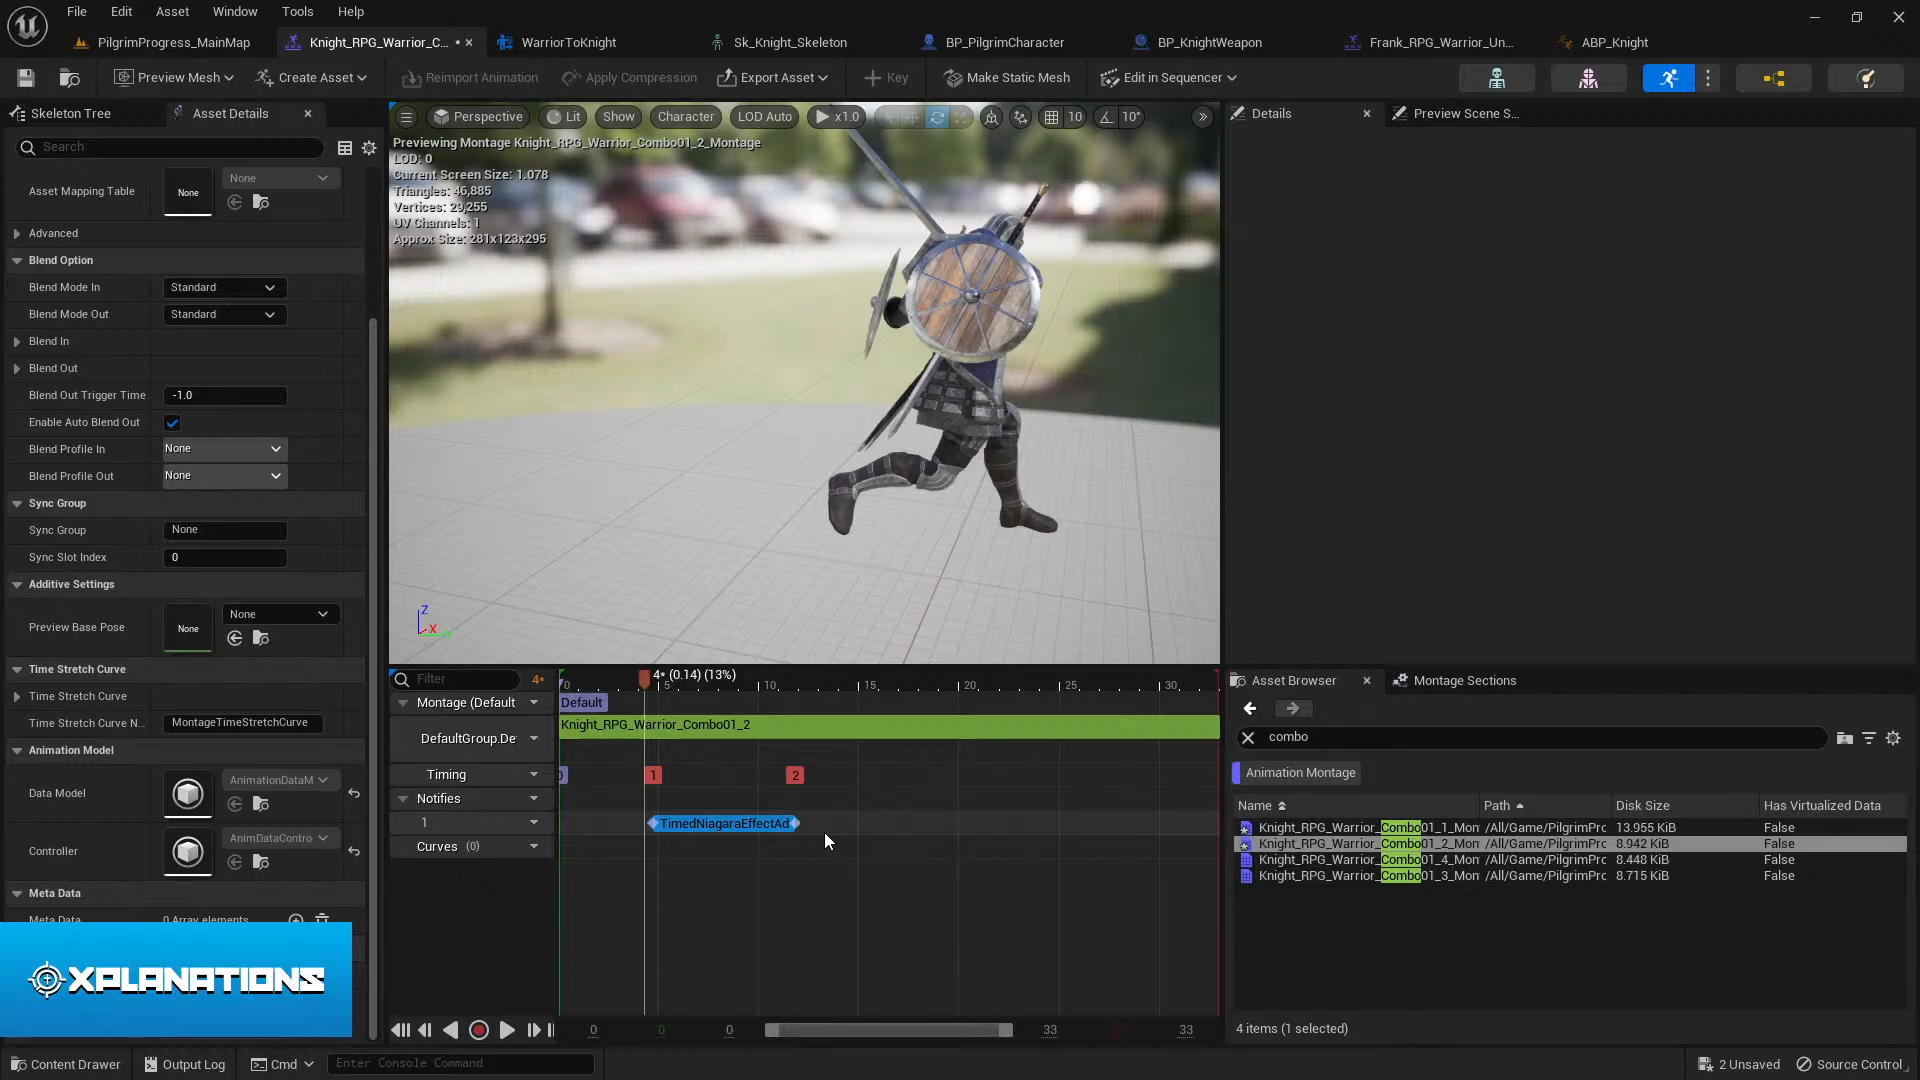 File Edit Asset Window Tools Help
PilgrimProgress_MainMap
Knight_RPG_Warrior_C... *
WarriorToKnight
Sk_Knight_Skeleton
BP_PilgrimCharacter
BP_KnightWeapon
Frank_RPG_Warrior_Un...
ABP_Knight
Preview Mesh
Create Asset
Reimport Animation
Apply Compression
Export Asset
Key
Make Static Mesh
Edit in Sequencer
Skeleton Tree
Asset Details
Search
Asset Mapping Table
None
None
Advanced
Blend Option
Blend Mode In Standard
Blend Mode Out Standard
Blend In
Blend Out
Blend Out Trigger Time -1.0
Enable Auto Blend Out
Blend Profile In None
Blend Profile Out None
Sync Group
Sync Group None
Sync Slot Index 0
Additive Settings
Preview Base Pose
None
None
Time Stretch Curve
Time Stretch Curve
Time Stretch Curve N... MontageTimeStretchCurve
Animation Model
Data Model
AnimationDataM
Controller
AnimDataContro
Meta Data
Meta Data 0 Array elements
XPLANATIONS
Perspective
Lit
Show
Character
LOD Auto
x1.0
10
10°
Previewing Montage Knight_RPG_Warrior_Combo01_2_Montage
LOD: 0
Current Screen Size: 1.078
Triangles: 46,885
Vertices: 29,255
UV Channels: 1
Approx Size: 281x123x295
Z
X
Filter
4*
4* (0.14) (13%)
0 5 10 15 20 25 30
Montage (Default
Default
Knight_RPG_Warrior_Combo01_2
DefaultGroup.De
Timing
1 2
Notifies
1
TimedNiagaraEffectAd
Curves (0)
0 0 0 33 33
Details
Preview Scene S...
Asset Browser
Montage Sections
combo
Animation Montage
Name Path Disk Size Has Virtualized Data
Knight_RPG_Warrior_Combo01_1_Mon /All/Game/PilgrimPro 13.955 KiB False
Knight_RPG_Warrior_Combo01_2_Mon /All/Game/PilgrimPro 8.942 KiB False
Knight_RPG_Warrior_Combo01_4_Mon /All/Game/PilgrimPro 8.448 KiB False
Knight_RPG_Warrior_Combo01_3_Mon /All/Game/PilgrimPro 8.715 KiB False
4 items (1 selected)
Content Drawer
Output Log
Cmd
Enter Console Command
2 Unsaved
Source Control